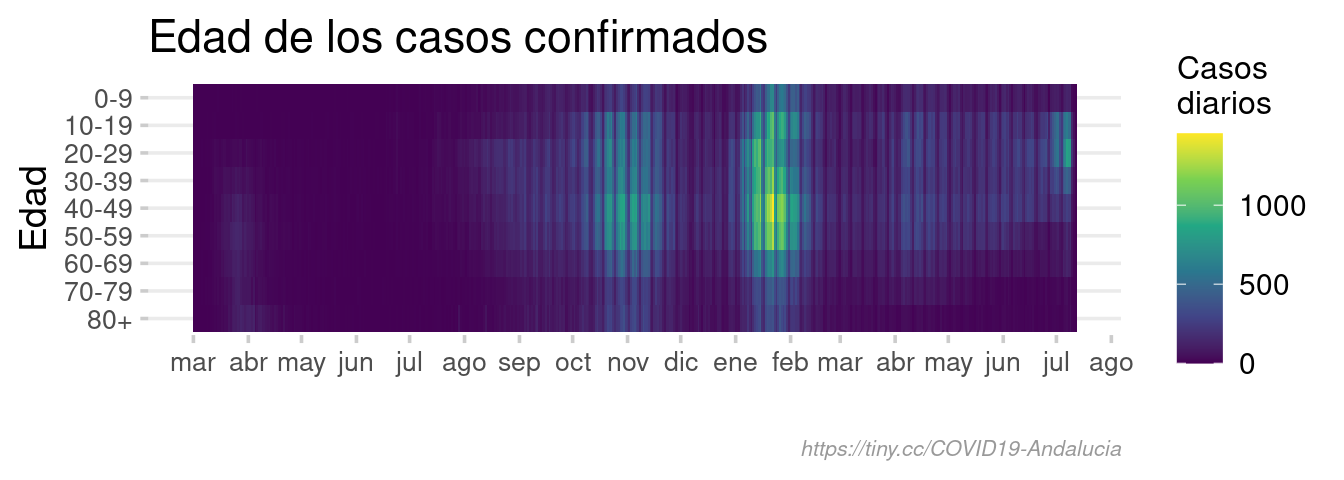 Edad de los casos confirmados
Edad
0-9
10-19
20-29
30-39
40-49
50-59
60-69
70-79
80+
mar abr may jun jul ago sep oct nov dic ene feb mar abr may jun jul ago
Casos
diarios
1000
500
0
https://tiny.cc/COVID19-Andalucia